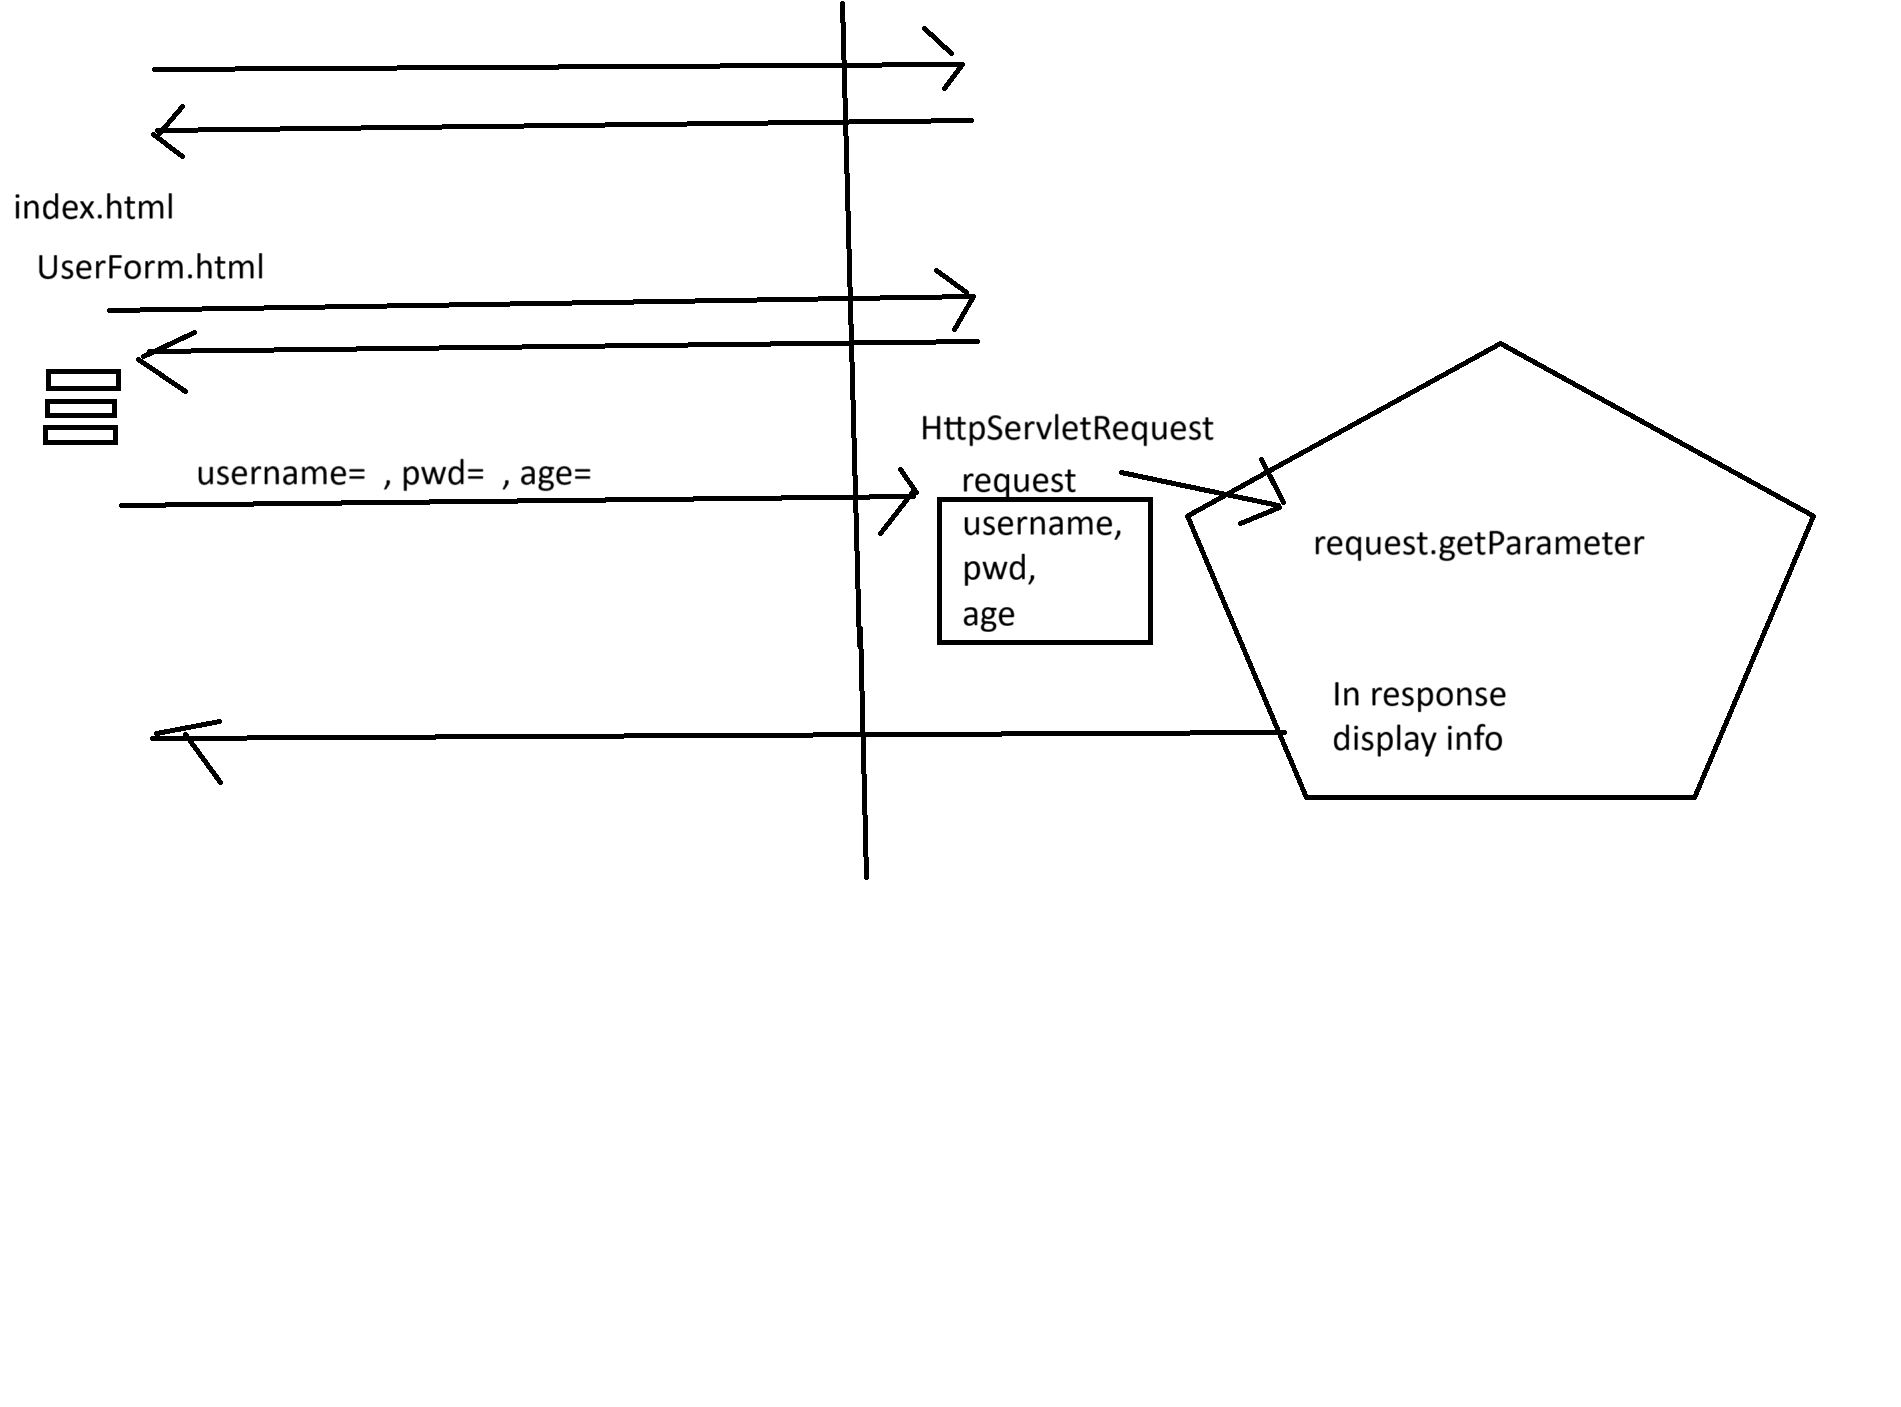 index.html
UserForm.html
HttpServletRequest
username=  , pwd=  , age=
request
username,
pwd,
age
request.getParameter
In response
display info